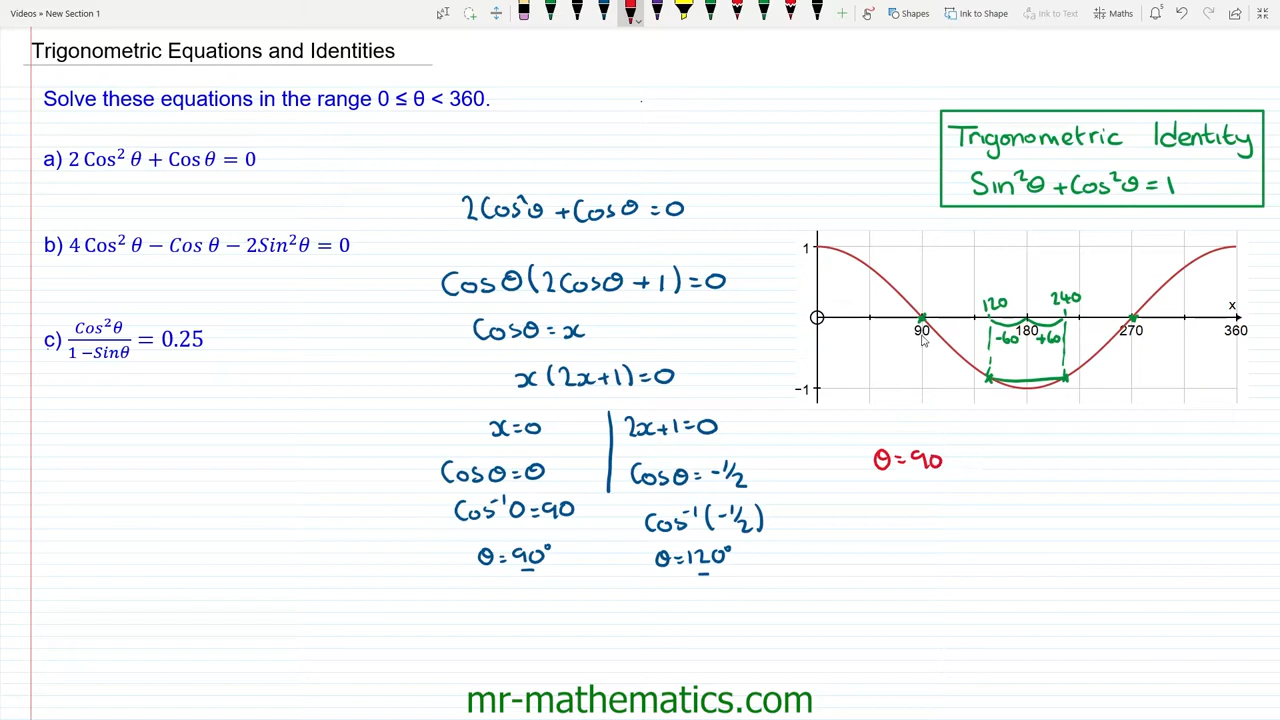 Videos » New Section 1
Shapes
Ink to Shape
Ink to Text
Maths
Trigonometric Equations and Identities
Solve these equations in the range 0 ≤ θ < 360.
a) 2 Cos² θ + Cos θ = 0
b) 4 Cos² θ − Cos θ − 2Sin²θ = 0
c) Cos²θ / 1 − Sinθ = 0.25
2Cos²θ + Cosθ = 0
Cosθ(2Cosθ + 1) = 0
Cosθ = x
x(2x+1) = 0
x = 0
2x+1 = 0
Cosθ = 0
Cosθ = -1/2
Cos⁻¹0 = 90
Cos⁻¹(-1/2)
θ = 90°
θ = 120°
Trigonometric Identity
Sin²θ + Cos²θ = 1
1
120
240
x
90
180
270
360
-60
+60
−1
θ = 90
mr-mathematics.com